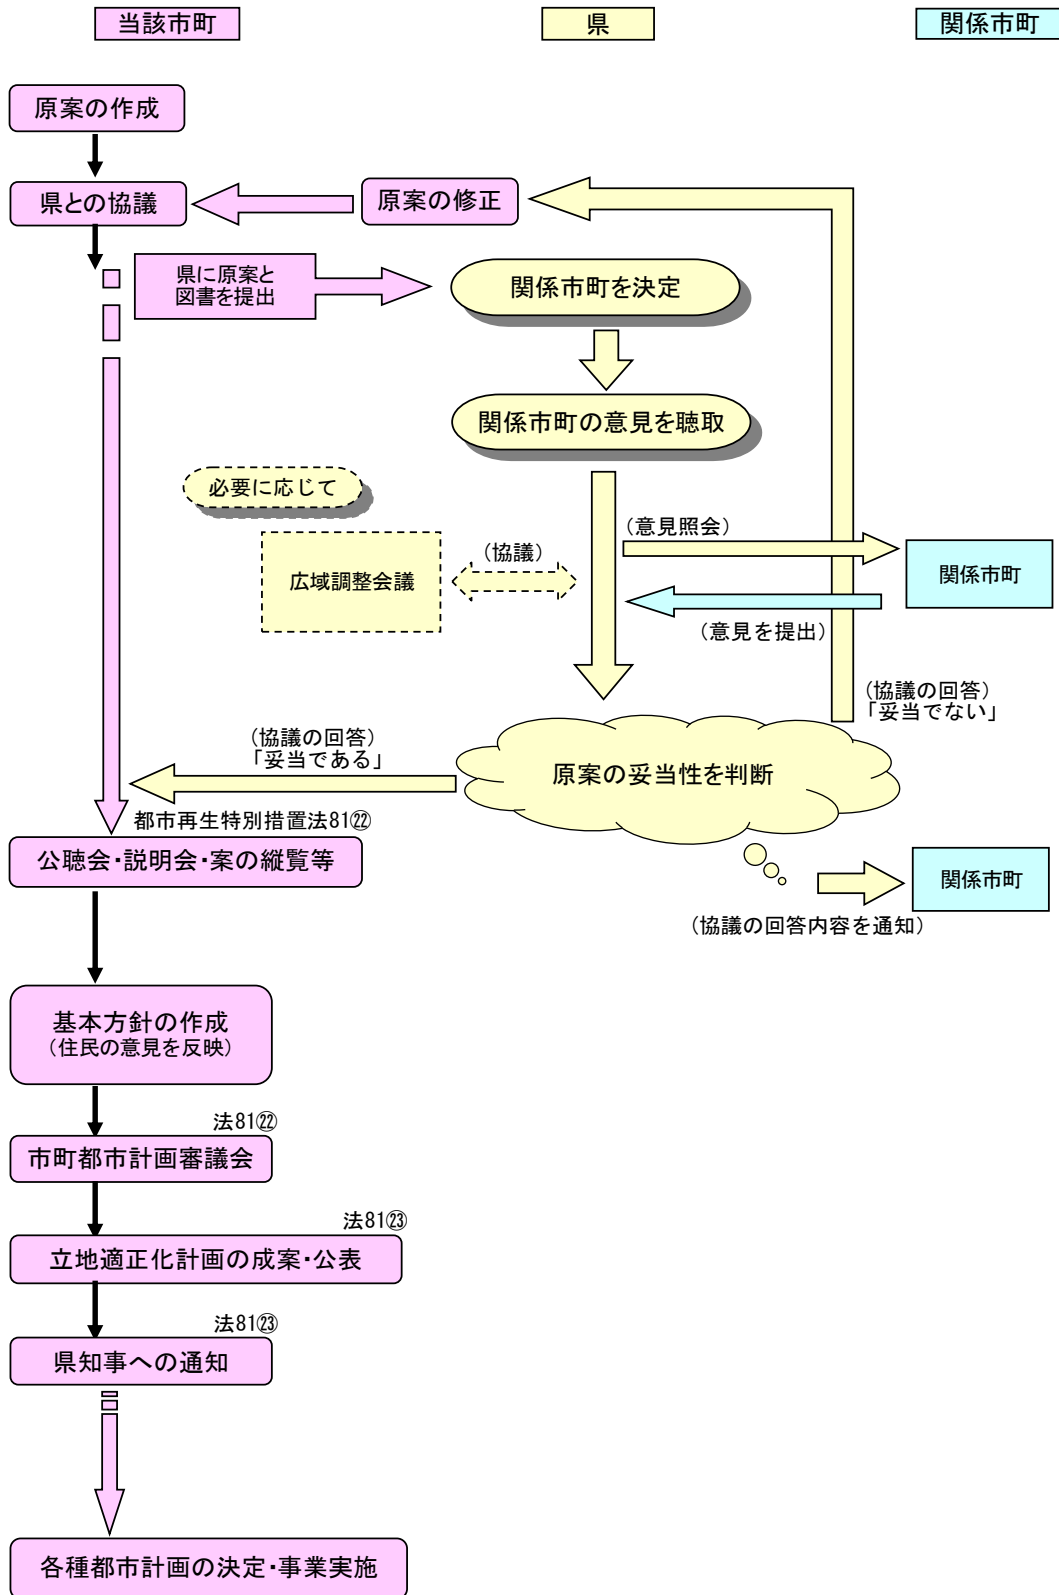 当該市町
県
関係市町
原案の作成
県との協議
原案の修正
県に原案と
図書を提出
関係市町を決定
関係市町の意見を聴取
必要に応じて
広域調整会議
（協議）
（意見照会）
関係市町
（意見を提出）
（協議の回答）
「妥当でない」
（協議の回答）
「妥当である」
原案の妥当性を判断
都市再生特別措置法81㉒
公聴会・説明会・案の縦覧等
関係市町
（協議の回答内容を通知）
基本方針の作成
（住民の意見を反映）
法81㉒
市町都市計画審議会
法81㉓
立地適正化計画の成案・公表
法81㉓
県知事への通知
各種都市計画の決定・事業実施